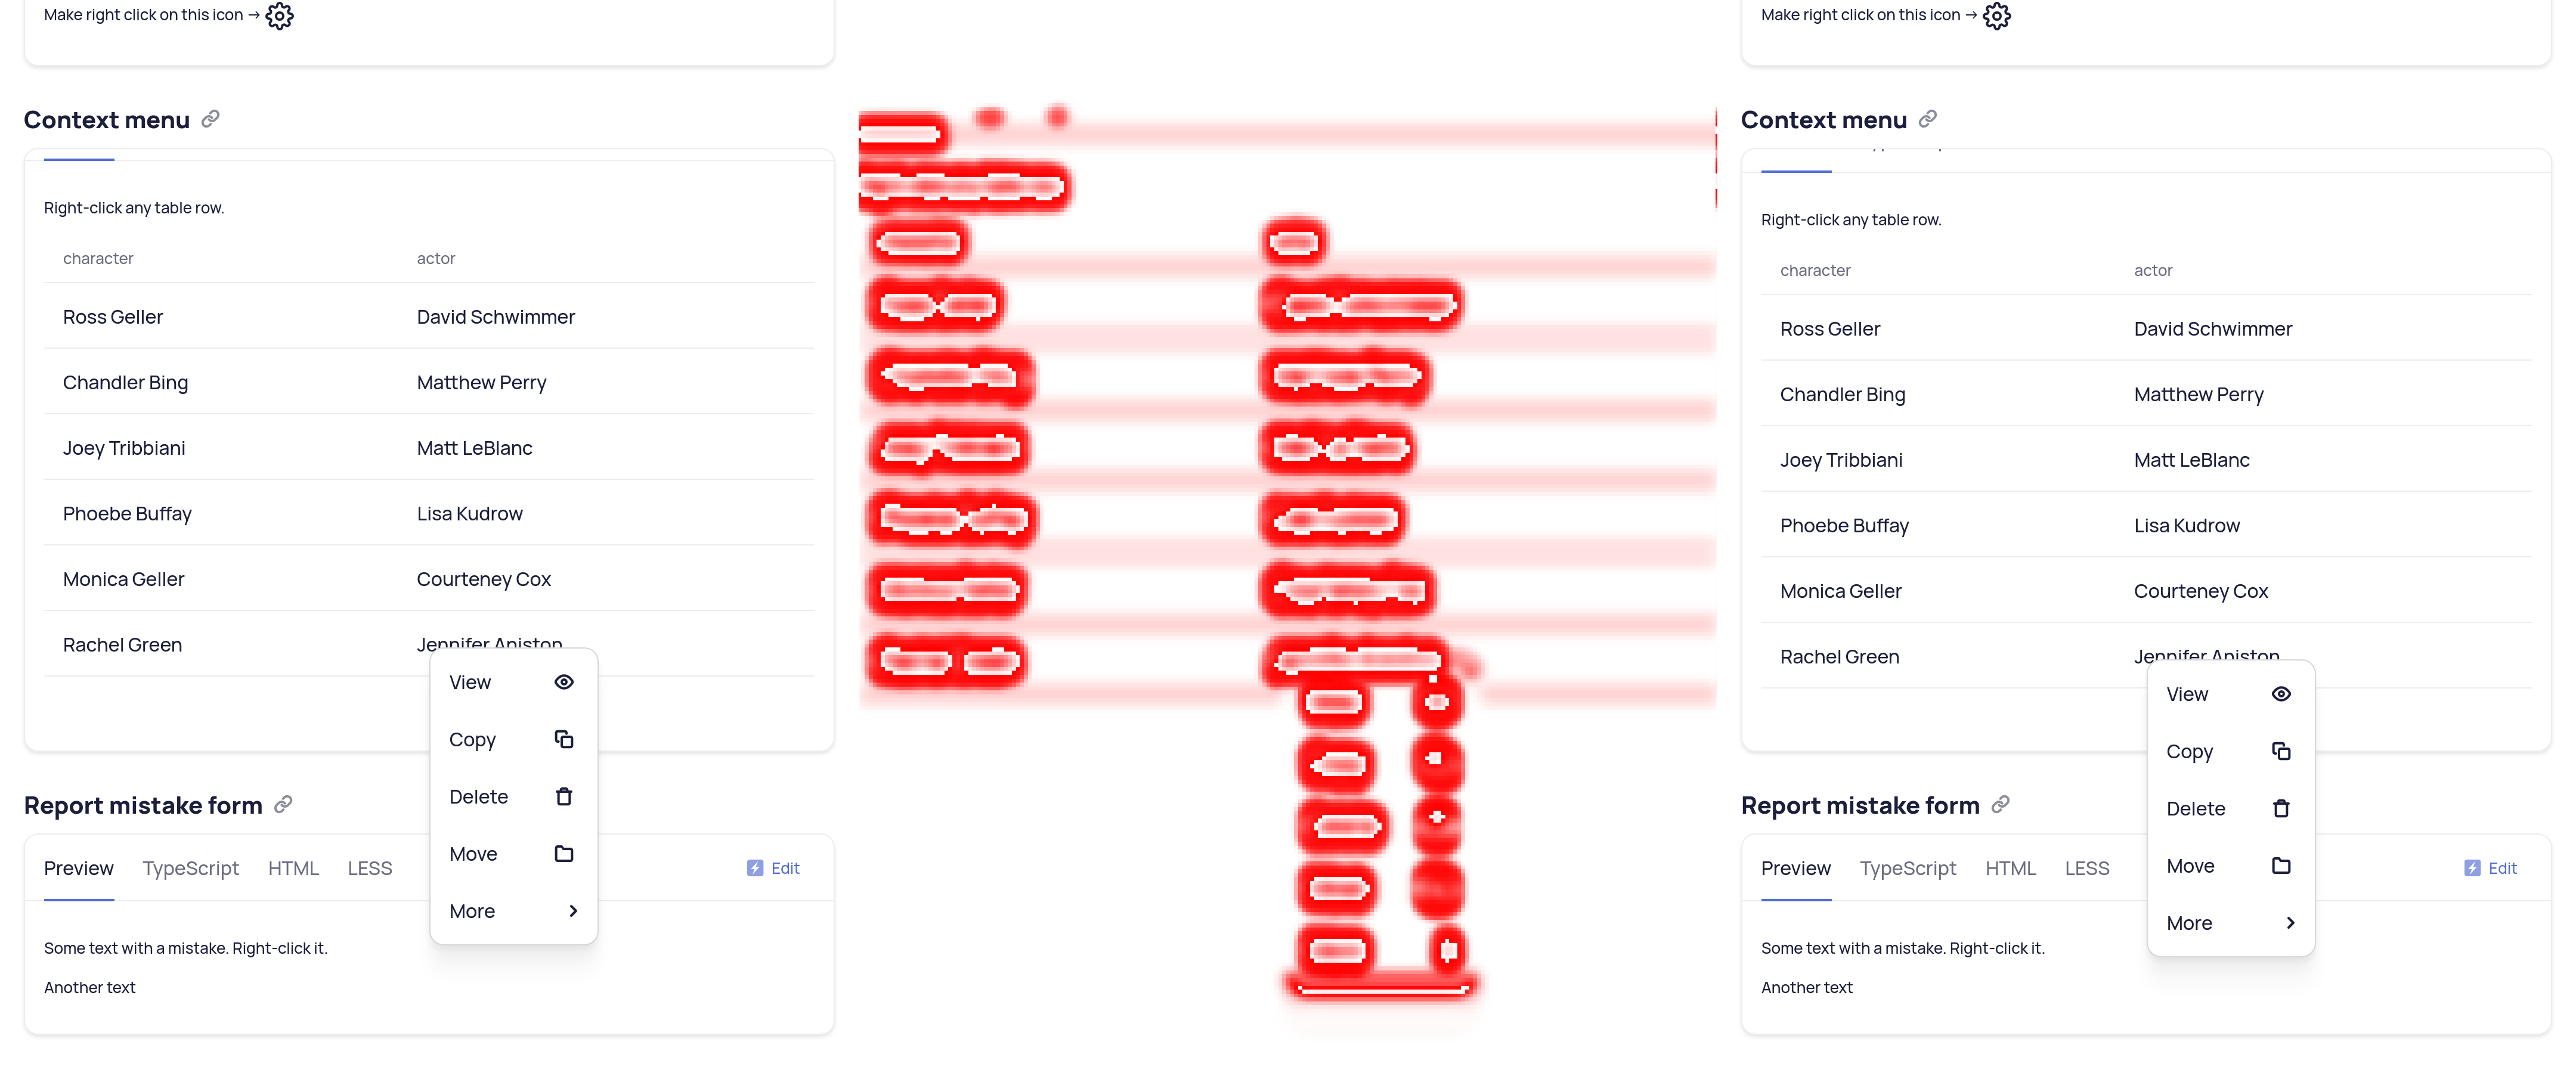 Make right click on this icon →
Context menu
Right-click any table row.
character actor
Ross Geller David Schwimmer
Chandler Bing Matthew Perry
Joey Tribbiani Matt LeBlanc
Phoebe Buffay Lisa Kudrow
Monica Geller Courteney Cox
Rachel Green Jennifer Aniston
View
Copy
Delete
Move
More
Report mistake form
Preview TypeScript HTML LESS Edit
Some text with a mistake. Right-click it.
Another text
Make right click on this icon →
Context menu
Right-click any table row.
character actor
Ross Geller David Schwimmer
Chandler Bing Matthew Perry
Joey Tribbiani Matt LeBlanc
Phoebe Buffay Lisa Kudrow
Monica Geller Courteney Cox
Rachel Green Jennifer Aniston
View
Copy
Delete
Move
More
Report mistake form
Preview TypeScript HTML LESS Edit
Some text with a mistake. Right-click it.
Another text